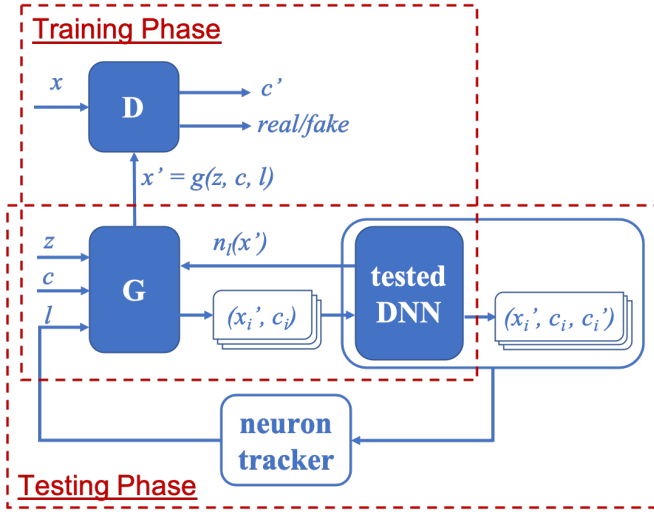 Training Phase
x
D
c'
real/fake
x' = g(z, c, l)
z
c
l
G
n_l(x')
(x_i', c_i)
tested
DNN
(x_i', c_i, c_i')
neuron
tracker
Testing Phase